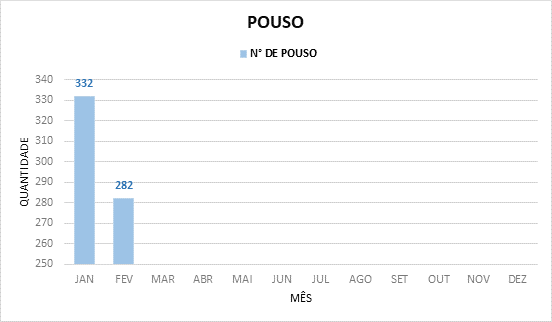 POUSO
N° DE POUSO
QUANTIDADE
340
330
320
310
300
290
280
270
260
250
332
282
JAN FEV MAR ABR MAI JUN JUL AGO SET OUT NOV DEZ
MÊS